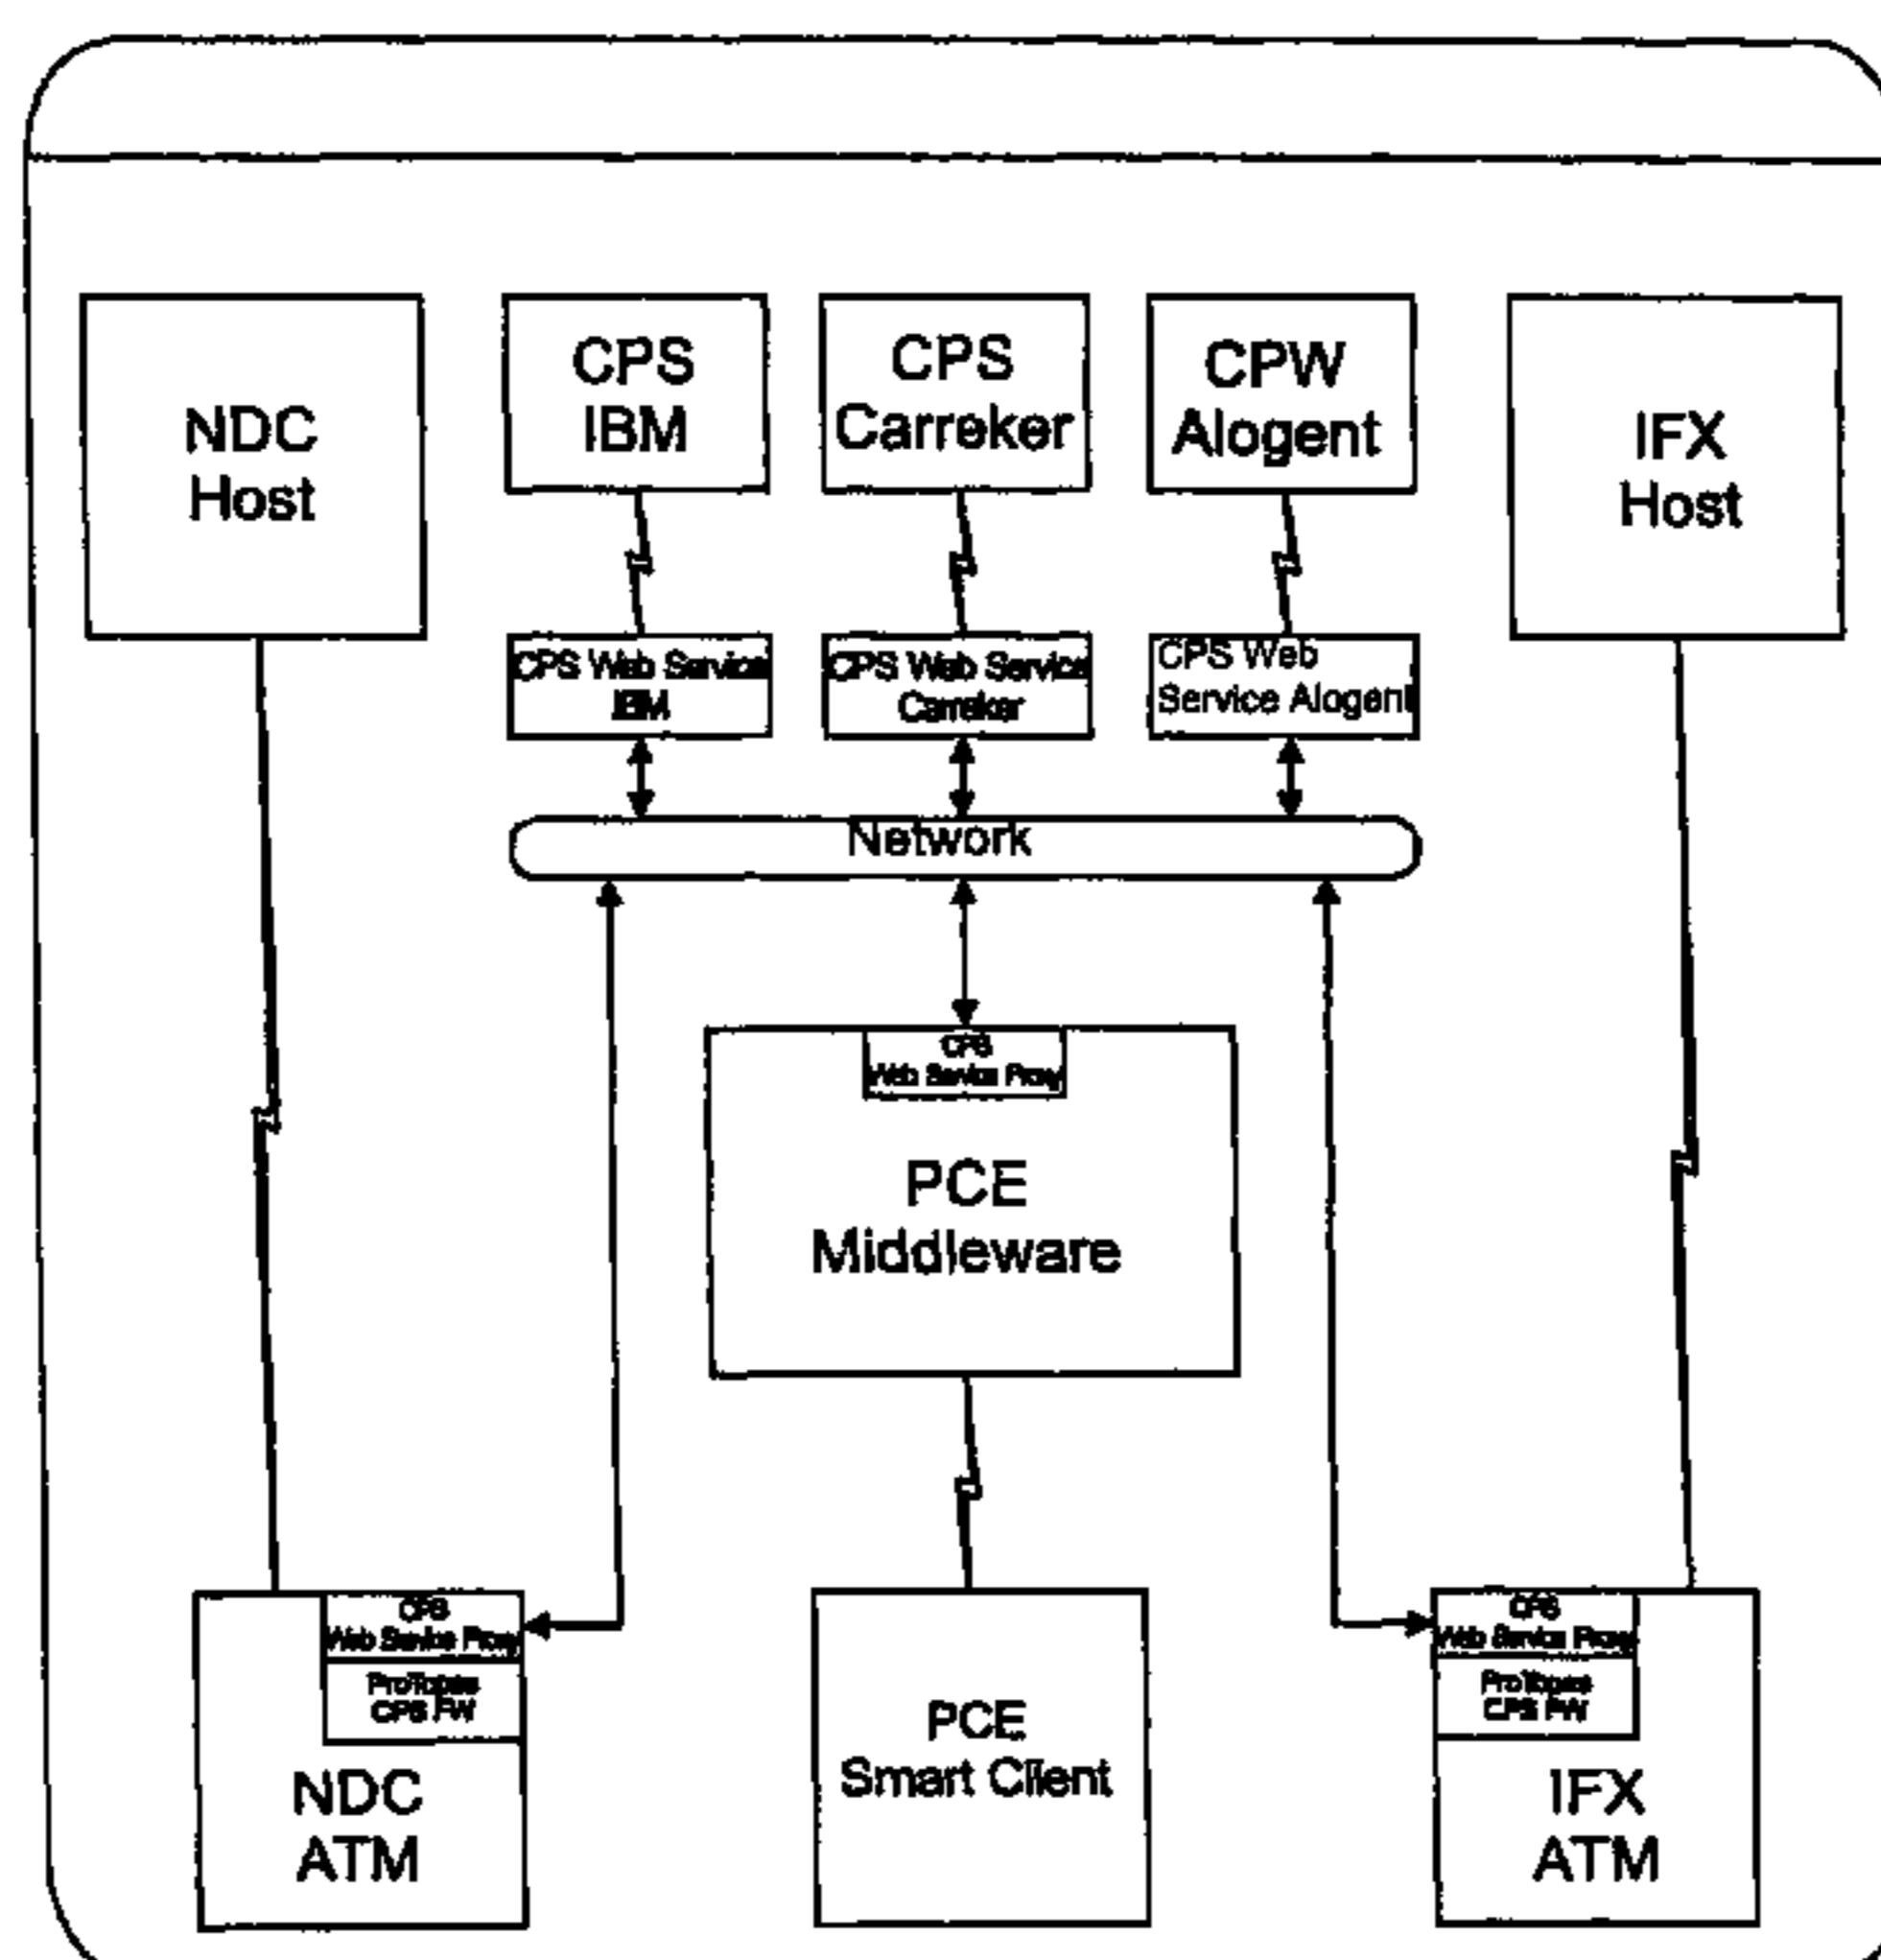 NDC
Host
CPS
IBM
CPS
Carreker
CPW
Alogent
IFX
Host
CPS Web Service
IBM
CPS Web Service
Carreker
CPS Web
Service Alogent
Network
CPS
Web Service Proxy
PCE
Middleware
CPS
Web Service Proxy
ProTopas
CPS FW
NDC
ATM
PCE
Smart Client
CPS
Web Service Proxy
ProTopas
CPS FW
IFX
ATM